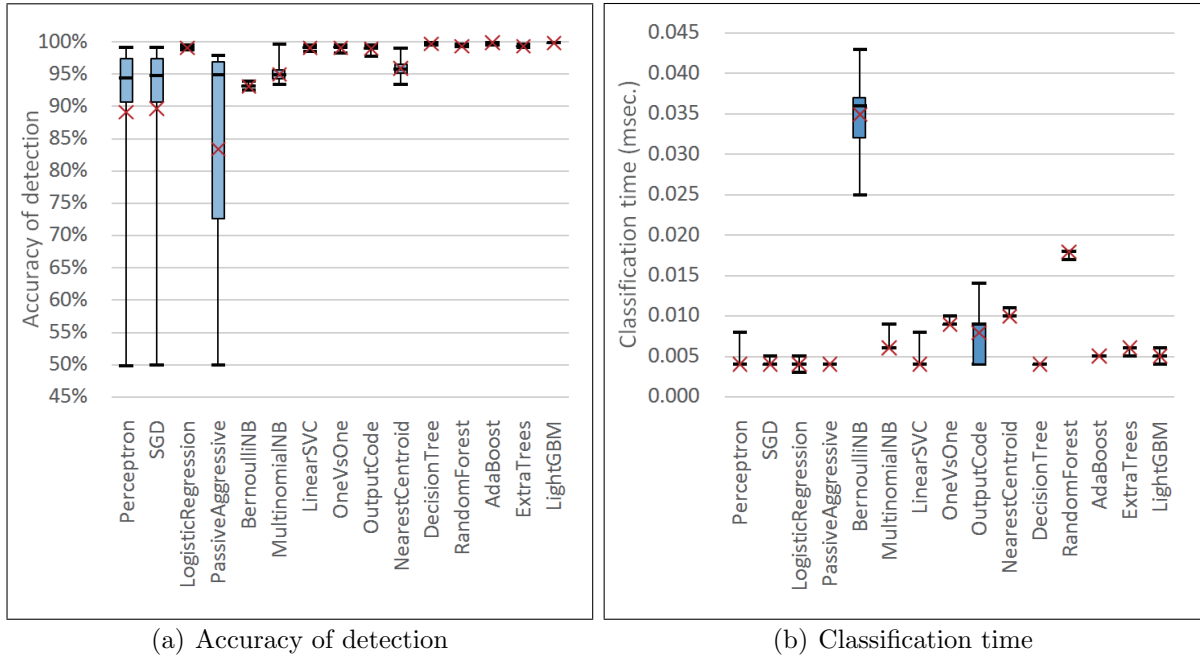 Accuracy of detection
100%
95%
90%
85%
80%
75%
70%
65%
60%
55%
50%
45%
Perceptron
SGD
LogisticRegression
PassiveAggressive
BernoulliNB
MultinomialNB
LinearSVC
OneVsOne
OutputCode
NearestCentroid
DecisionTree
RandomForest
AdaBoost
ExtraTrees
LightGBM
(a) Accuracy of detection
Classification time (msec.)
0.045
0.040
0.035
0.030
0.025
0.020
0.015
0.010
0.005
0.000
Perceptron
SGD
LogisticRegression
PassiveAggressive
BernoulliNB
MultinomialNB
LinearSVC
OneVsOne
OutputCode
NearestCentroid
DecisionTree
RandomForest
AdaBoost
ExtraTrees
LightGBM
(b) Classification time